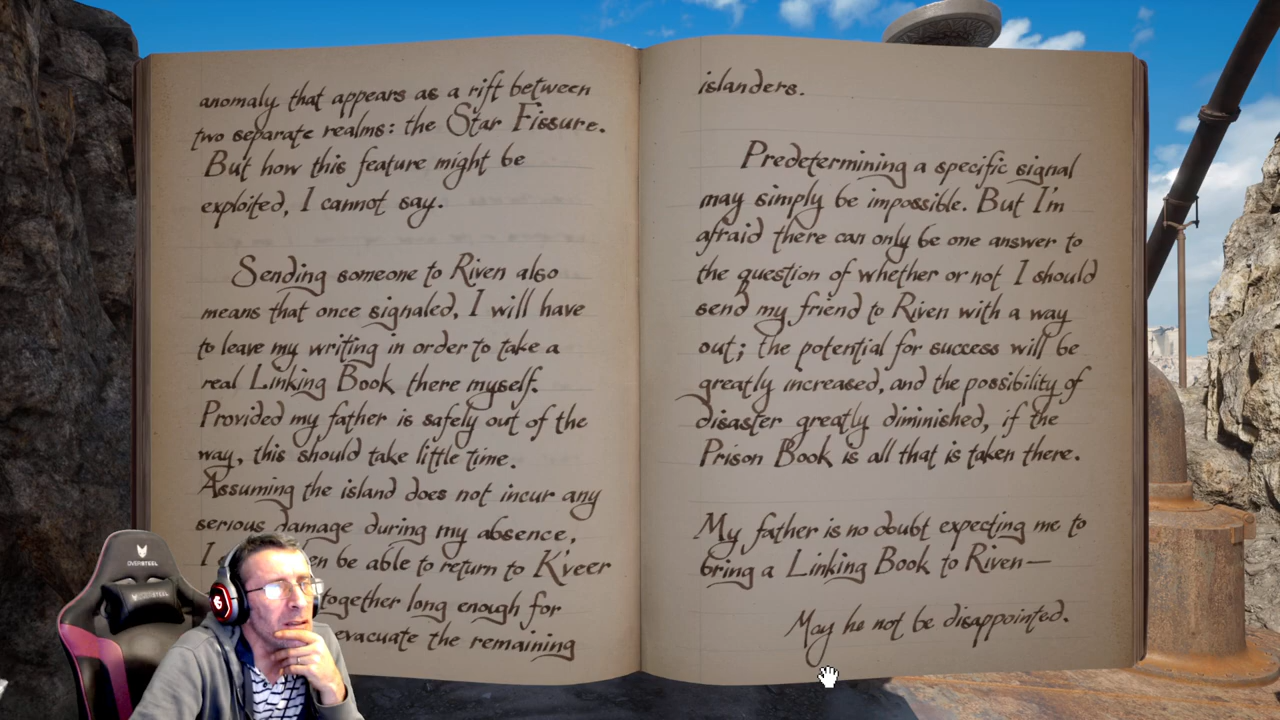 anomaly that appears as a rift between
two separate realms: the Star Fissure.
But how this feature might be
exploited, I cannot say.
Sending someone to Riven also
means that once signaled, I will have
to leave my writing in order to take a
real Linking Book there myself.
Provided my father is safely out of the
way, this should take little time.
Assuming the island does not incur any
serious damage during my absence,
I be able to return to K'veer
together long enough for
evacuate the remaining
islanders.
Predetermining a specific signal
may simply be impossible. But I'm
afraid there can only be one answer to
the question of whether or not I should
send my friend to Riven with a way
out; the potential for success will be
greatly increased, and the possibility of
disaster greatly diminished, if the
Prison Book is all that is taken there.
My father is no doubt expecting me to
bring a Linking Book to Riven—
May he not be disappointed.